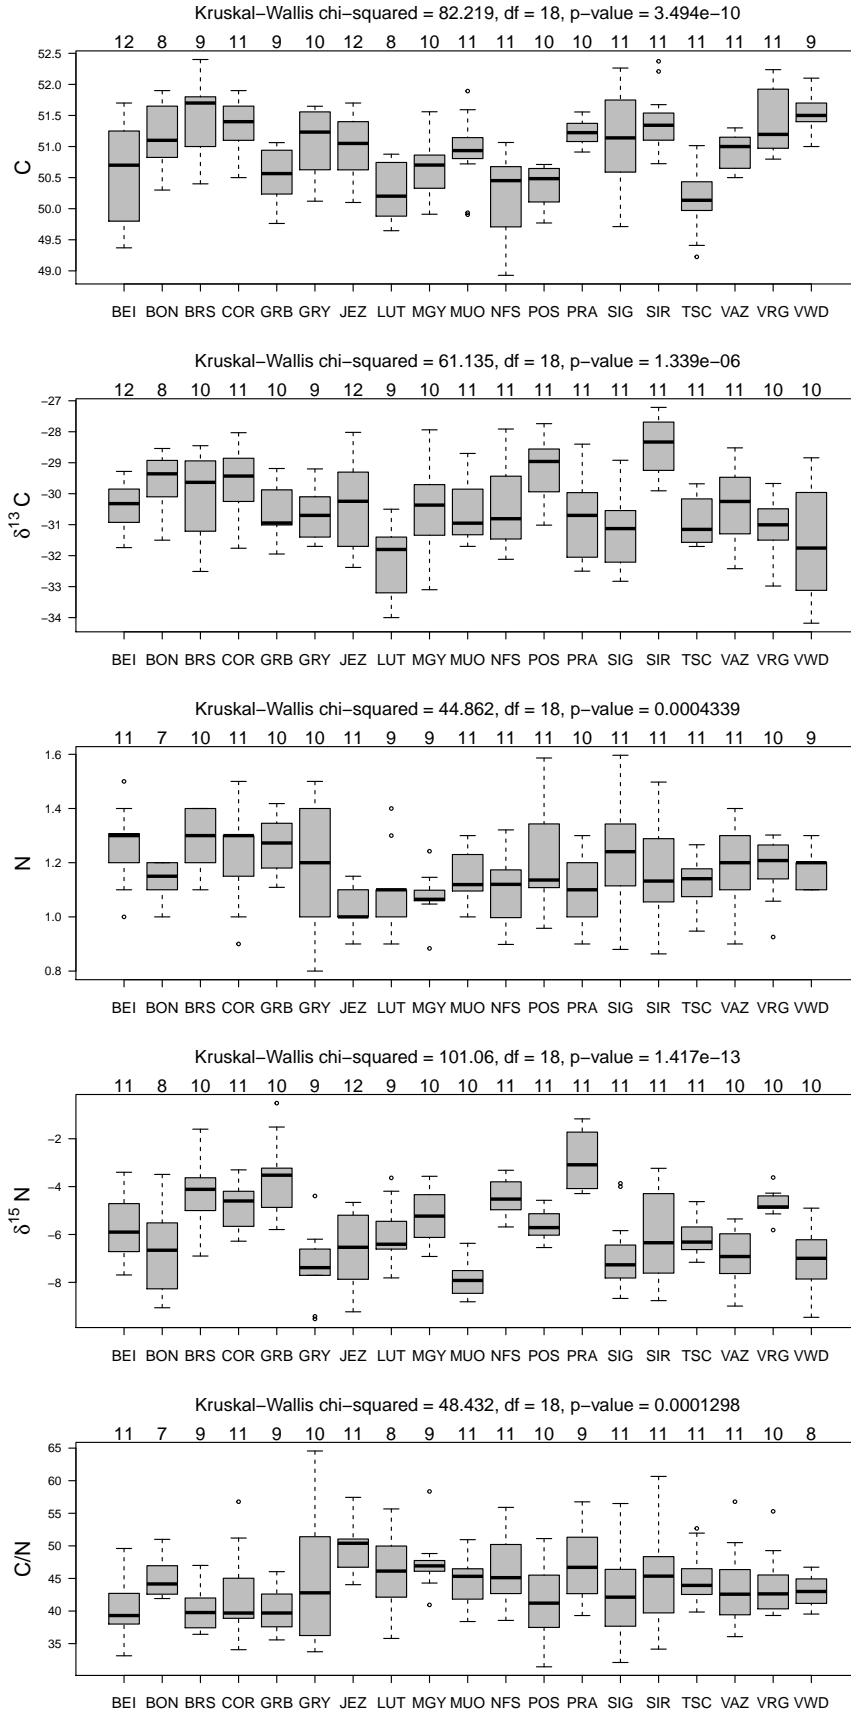 Kruskal−Wallis chi−squared = 82.219, df = 18, p−value = 3.494e−10
12 8 9 11 11 10 11 11 10 11 11 10 11 11 11 11 11 11 9
52.5
52.0
51.5
51.0
50.5
50.0
49.5
49.0
C
BEI BON BRS COR GRB GRY JEZ LUT MGY MUO NFS POS PRA SIG SIR TSC VAZ VRG VWD
Kruskal−Wallis chi−squared = 61.135, df = 18, p−value = 1.339e−06
12 8 10 11 10 9 12 9 10 11 11 11 11 11 11 11 11 10 10
−27
−28
−29
−30
−31
−32
−33
−34
δ¹³ C
BEI BON BRS COR GRB GRY JEZ LUT MGY MUO NFS POS PRA SIG SIR TSC VAZ VRG VWD
Kruskal−Wallis chi−squared = 44.862, df = 18, p−value = 0.0004339
11 7 10 11 10 10 11 9 9 11 11 10 11 11 11 11 11 10 9
1.6
1.4
1.2
1.0
0.8
N
BEI BON BRS COR GRB GRY JEZ LUT MGY MUO NFS POS PRA SIG SIR TSC VAZ VRG VWD
Kruskal−Wallis chi−squared = 101.06, df = 18, p−value = 1.417e−13
11 8 10 11 10 9 12 9 10 10 11 11 11 11 11 11 10 10 10
−2
−4
−6
−8
δ¹⁵ N
BEI BON BRS COR GRB GRY JEZ LUT MGY MUO NFS POS PRA SIG SIR TSC VAZ VRG VWD
Kruskal−Wallis chi−squared = 48.432, df = 18, p−value = 0.0001298
11 7 9 11 9 10 11 8 9 11 11 10 9 11 11 11 11 10 8
65
60
55
50
45
40
35
C/N
BEI BON BRS COR GRB GRY JEZ LUT MGY MUO NFS POS PRA SIG SIR TSC VAZ VRG VWD